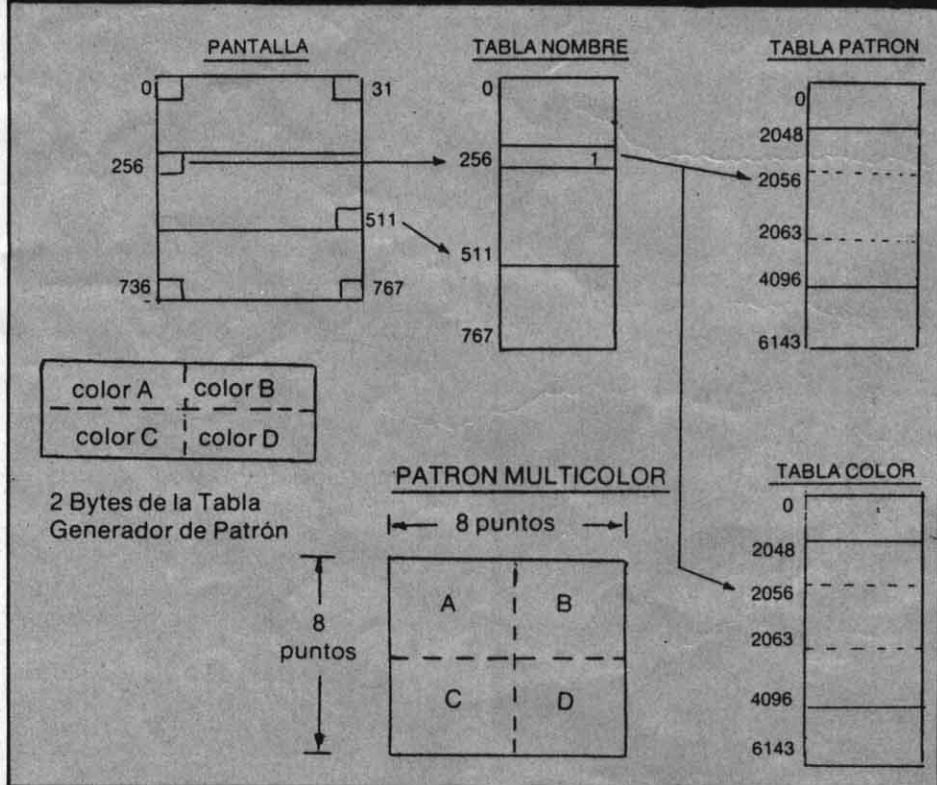 PANTALLA
0
31
256
511
736
767
TABLA NOMBRE
0
256
1
511
767
TABLA PATRON
0
2048
2056
2063
4096
6143
color A
color B
color C
color D
2 Bytes de la Tabla
Generador de Patrón
PATRON MULTICOLOR
8 puntos
8
puntos
A
B
C
D
TABLA COLOR
0
2048
2056
2063
4096
6143